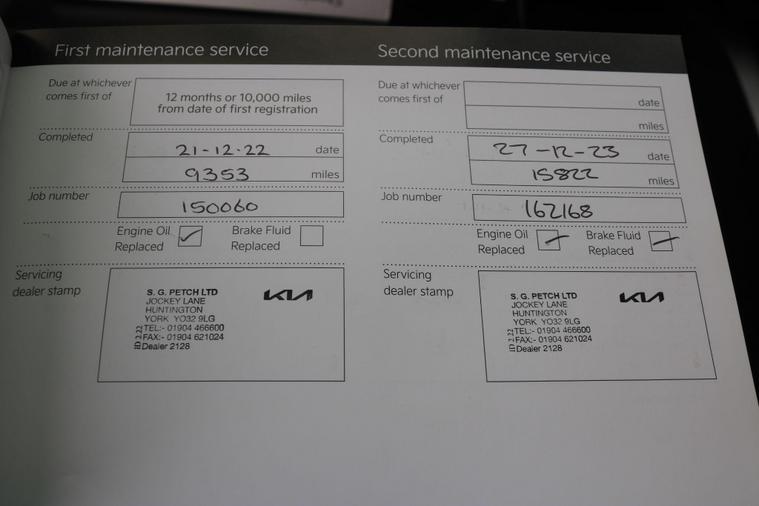 First maintenance service
Due at whichever
comes first of
12 months or 10,000 miles
from date of first registration
Completed
21-12-22 date
9353 miles
Job number
150060
Engine Oil
Replaced
Brake Fluid
Replaced
Servicing
dealer stamp
S. G. PETCH LTD
JOCKEY LANE
HUNTINGTON
YORK YO32 9LG
TEL:- 01904 466600
FAX:- 01904 621024
Dealer 2128
KIA
Second maintenance service
Due at whichever
comes first of
date
miles
Completed
27-12-23 date
15822 miles
Job number
162168
Engine Oil
Replaced
Brake Fluid
Replaced
Servicing
dealer stamp
S. G. PETCH LTD
JOCKEY LANE
HUNTINGTON
YORK YO32 9LG
TEL:- 01904 466600
FAX:- 01904 621024
Dealer 2128
KIA